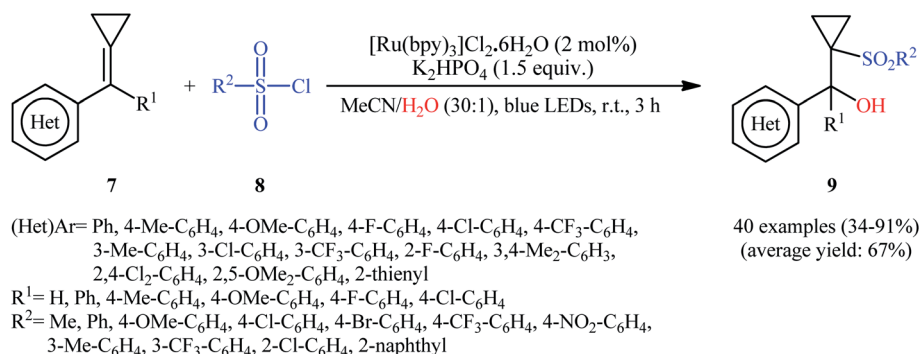 [Ru(bpy)₃]Cl₂.6H₂O (2 mol%)
K₂HPO₄ (1.5 equiv.)
MeCN/H₂O (30:1), blue LEDs, r.t., 3 h
Het
R¹
+
R²
S
O
O
Cl
SO₂R²
OH
R¹
Het
7
8
9
(Het)Ar= Ph, 4-Me-C₆H₄, 4-OMe-C₆H₄, 4-F-C₆H₄, 4-Cl-C₆H₄, 4-CF₃-C₆H₄,
3-Me-C₆H₄, 3-Cl-C₆H₄, 3-CF₃-C₆H₄, 2-F-C₆H₄, 3,4-Me₂-C₆H₃,
2,4-Cl₂-C₆H₄, 2,5-OMe₂-C₆H₄, 2-thienyl
R¹= H, Ph, 4-Me-C₆H₄, 4-OMe-C₆H₄, 4-F-C₆H₄, 4-Cl-C₆H₄
R²= Me, Ph, 4-OMe-C₆H₄, 4-Cl-C₆H₄, 4-Br-C₆H₄, 4-CF₃-C₆H₄, 4-NO₂-C₆H₄,
3-Me-C₆H₄, 3-CF₃-C₆H₄, 2-Cl-C₆H₄, 2-naphthyl
40 examples (34-91%)
(average yield: 67%)